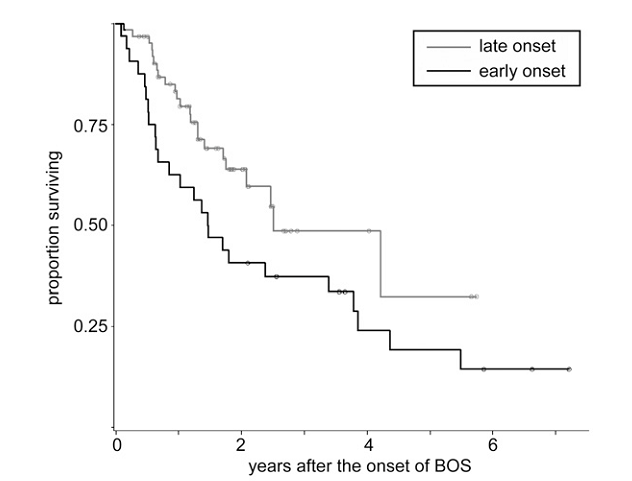 late onset
early onset
0.75
0.50
0.25
proportion surviving
0 2 4 6
years after the onset of BOS